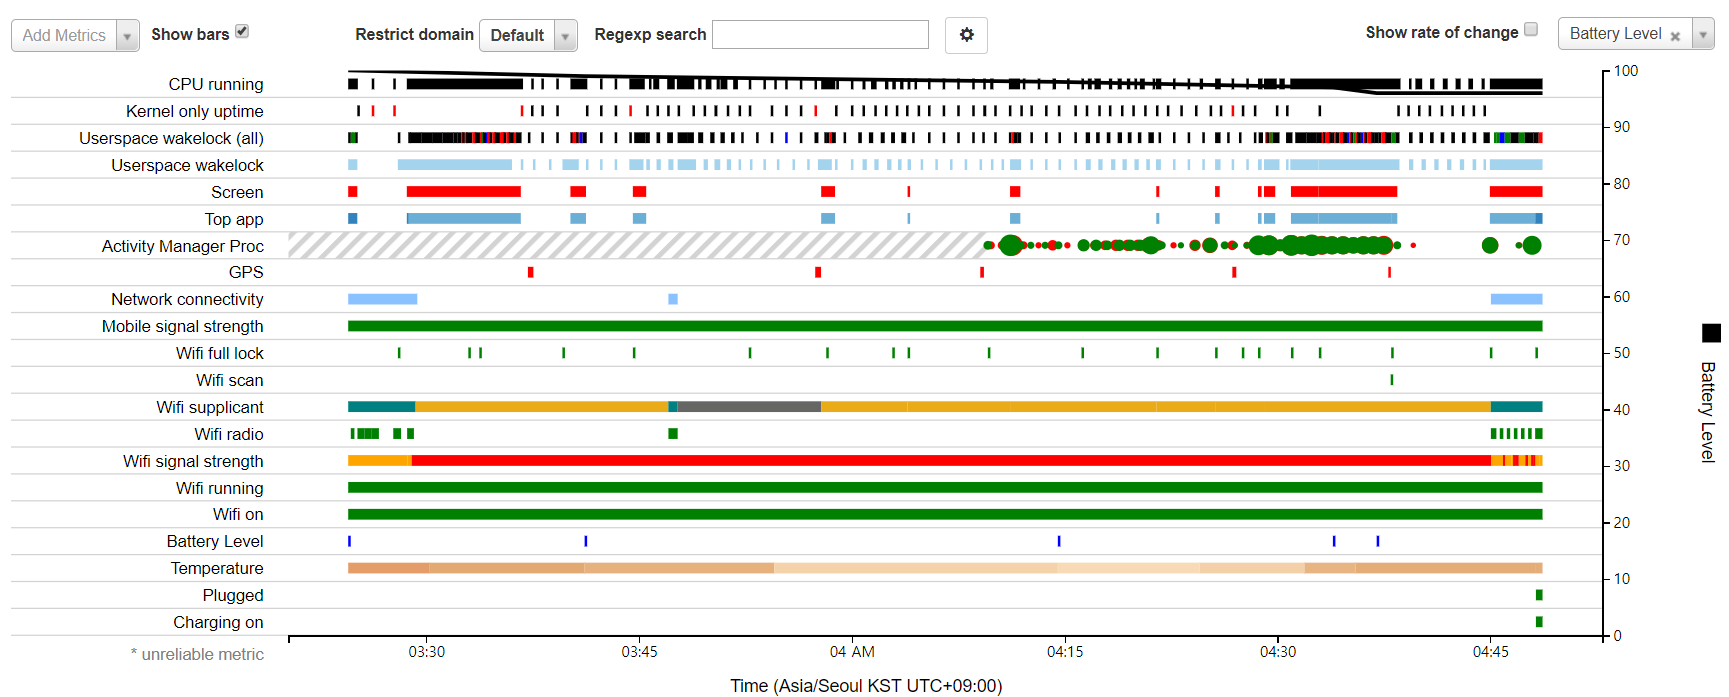 Add Metrics Show bars Restrict domain Default Regexp search Show rate of change Battery Level
CPU running
Kernel only uptime
Userspace wakelock (all)
Userspace wakelock
Screen
Top app
Activity Manager Proc
GPS
Network connectivity
Mobile signal strength
Wifi full lock
Wifi scan
Wifi supplicant
Wifi radio
Wifi signal strength
Wifi running
Wifi on
Battery Level
Temperature
Plugged
Charging on
* unreliable metric
100
90
80
70
60
50
40
30
20
10
0
Battery Level
03:30 03:45 04 AM 04:15 04:30 04:45
Time (Asia/Seoul KST UTC+09:00)